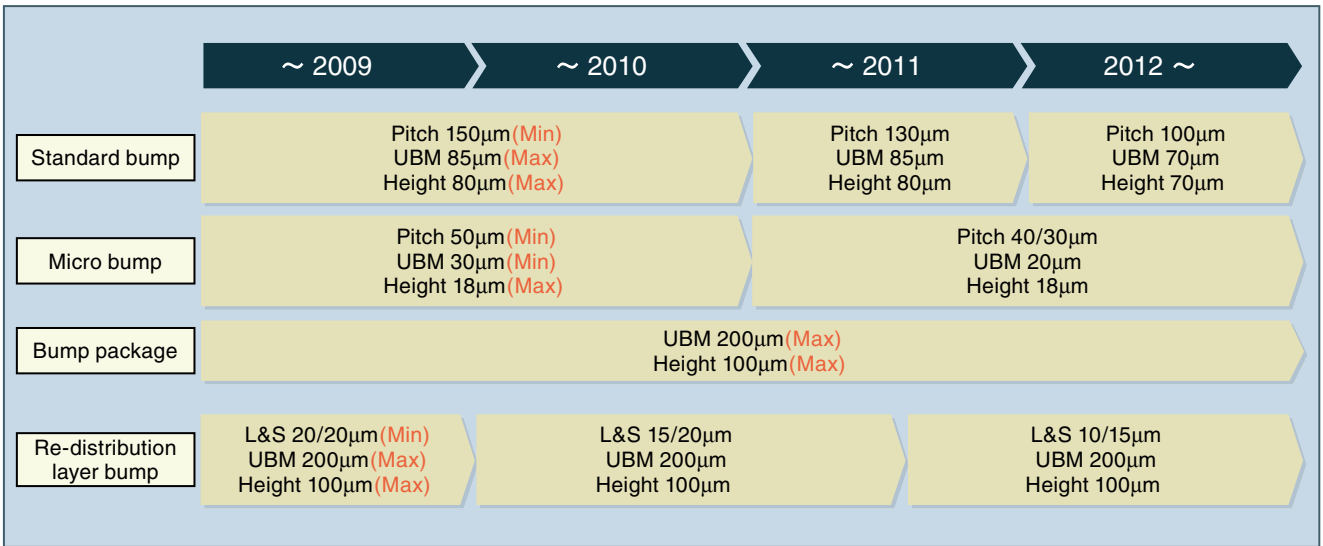 ～ 2009
～ 2010
～ 2011
2012 ～
Standard bump
Pitch 150μm(Min)
UBM 85μm(Max)
Height 80μm(Max)
Pitch 130μm
UBM 85μm
Height 80μm
Pitch 100μm
UBM 70μm
Height 70μm
Micro bump
Pitch 50μm(Min)
UBM 30μm(Min)
Height 18μm(Max)
Pitch 40/30μm
UBM 20μm
Height 18μm
Bump package
UBM 200μm(Max)
Height 100μm(Max)
Re-distribution
layer bump
L&S 20/20μm(Min)
UBM 200μm(Max)
Height 100μm(Max)
L&S 15/20μm
UBM 200μm
Height 100μm
L&S 10/15μm
UBM 200μm
Height 100μm